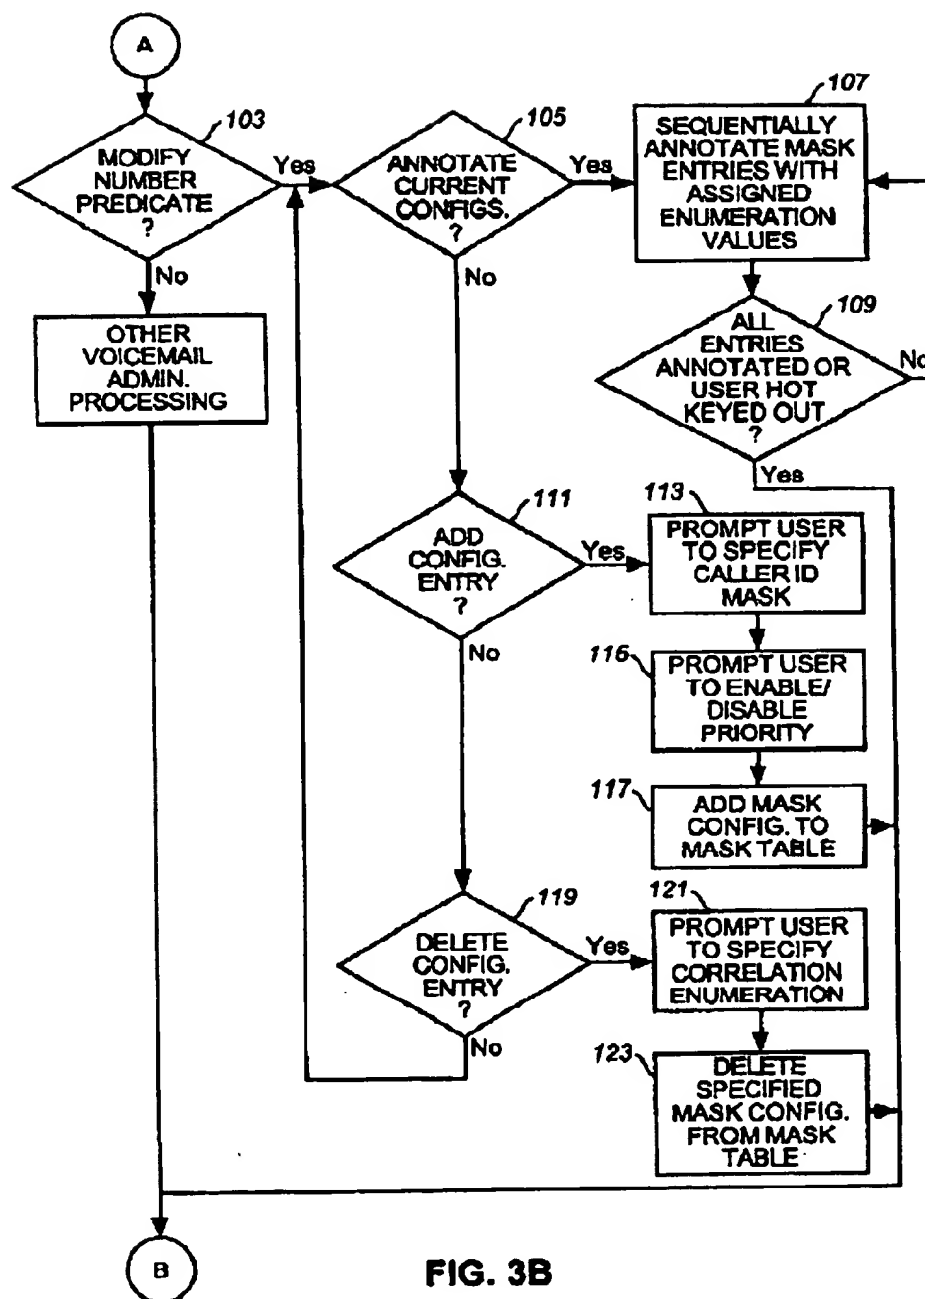 A
103
MODIFY
NUMBER
PREDICATE
?
Yes
No
OTHER
VOICEMAIL
ADMIN.
PROCESSING
105
ANNOTATE
CURRENT
CONFIGS.
?
Yes
No
107
SEQUENTIALLY
ANNOTATE MASK
ENTRIES WITH
ASSIGNED
ENUMERATION
VALUES
109
ALL
ENTRIES
ANNOTATED OR
USER HOT
KEYED OUT
?
No
Yes
111
ADD
CONFIG.
ENTRY
?
Yes
No
113
PROMPT USER
TO SPECIFY
CALLER ID
MASK
116
PROMPT USER
TO ENABLE/
DISABLE
PRIORITY
117
ADD MASK
CONFIG. TO
MASK TABLE
119
DELETE
CONFIG.
ENTRY
?
Yes
No
121
PROMPT USER
TO SPECIFY
CORRELATION
ENUMERATION
123
DELETE
SPECIFIED
MASK CONFIG.
FROM MASK
TABLE
B
FIG. 3B